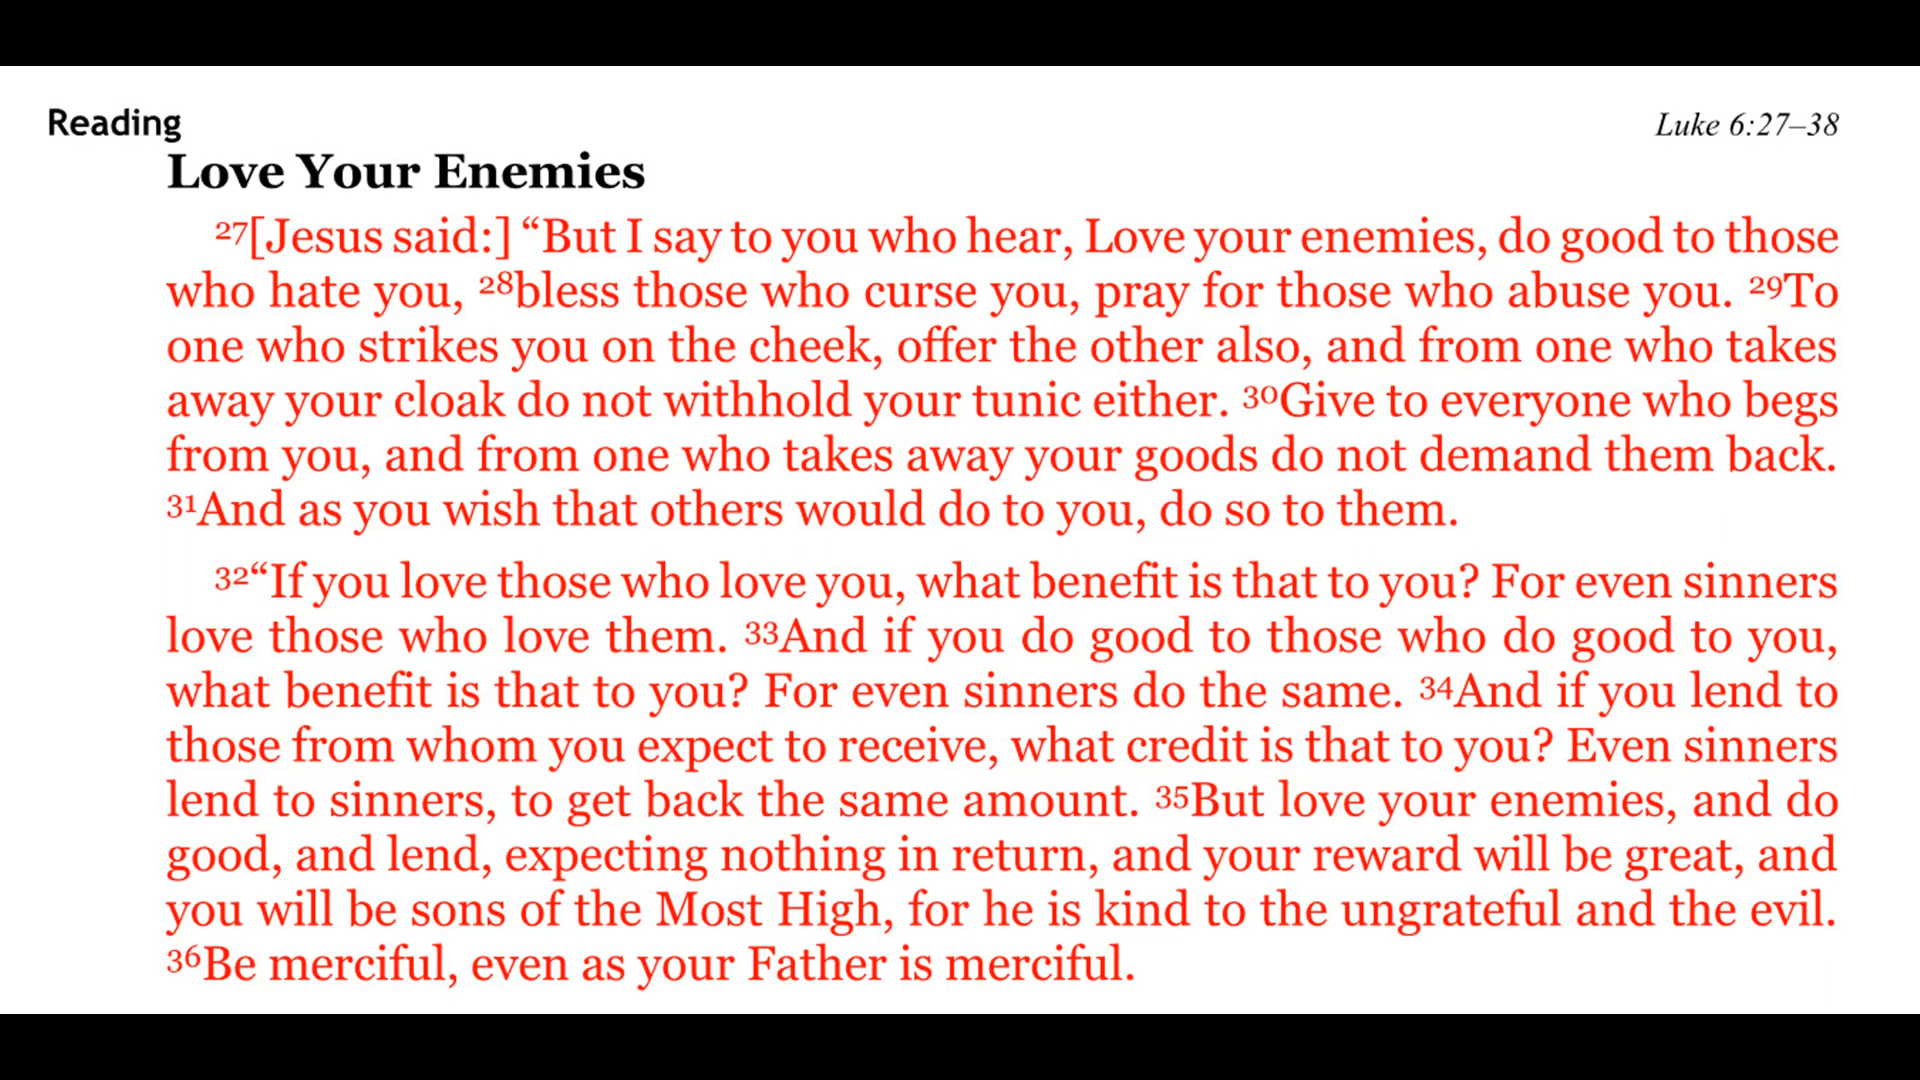 Reading
Luke 6:27–38
Love Your Enemies
27[Jesus said:] “But I say to you who hear, Love your enemies, do good to those
who hate you, 28bless those who curse you, pray for those who abuse you. 29To
one who strikes you on the cheek, offer the other also, and from one who takes
away your cloak do not withhold your tunic either. 30Give to everyone who begs
from you, and from one who takes away your goods do not demand them back.
31And as you wish that others would do to you, do so to them.
32“If you love those who love you, what benefit is that to you? For even sinners
love those who love them. 33And if you do good to those who do good to you,
what benefit is that to you? For even sinners do the same. 34And if you lend to
those from whom you expect to receive, what credit is that to you? Even sinners
lend to sinners, to get back the same amount. 35But love your enemies, and do
good, and lend, expecting nothing in return, and your reward will be great, and
you will be sons of the Most High, for he is kind to the ungrateful and the evil.
36Be merciful, even as your Father is merciful.